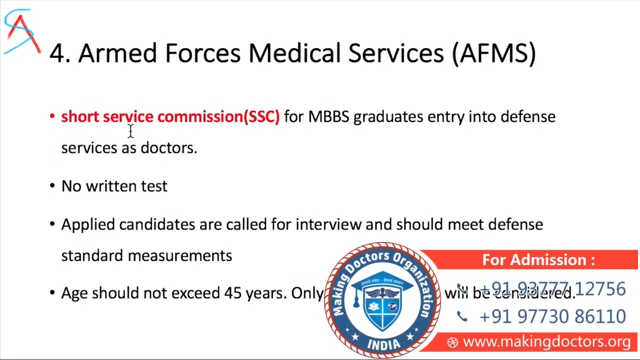 4. Armed Forces Medical Services (AFMS)
• short service commission(SSC) for MBBS graduates entry into defense
services as doctors.
• No written test
• Applied candidates are called for interview and should meet defense
standard measurements
• Age should not exceed 45 years. Only will be considered.
For Admission :
+91 93777 12756
+91 97730 86110
www.makingdoctors.org
Making Doctors Organization
INDIA